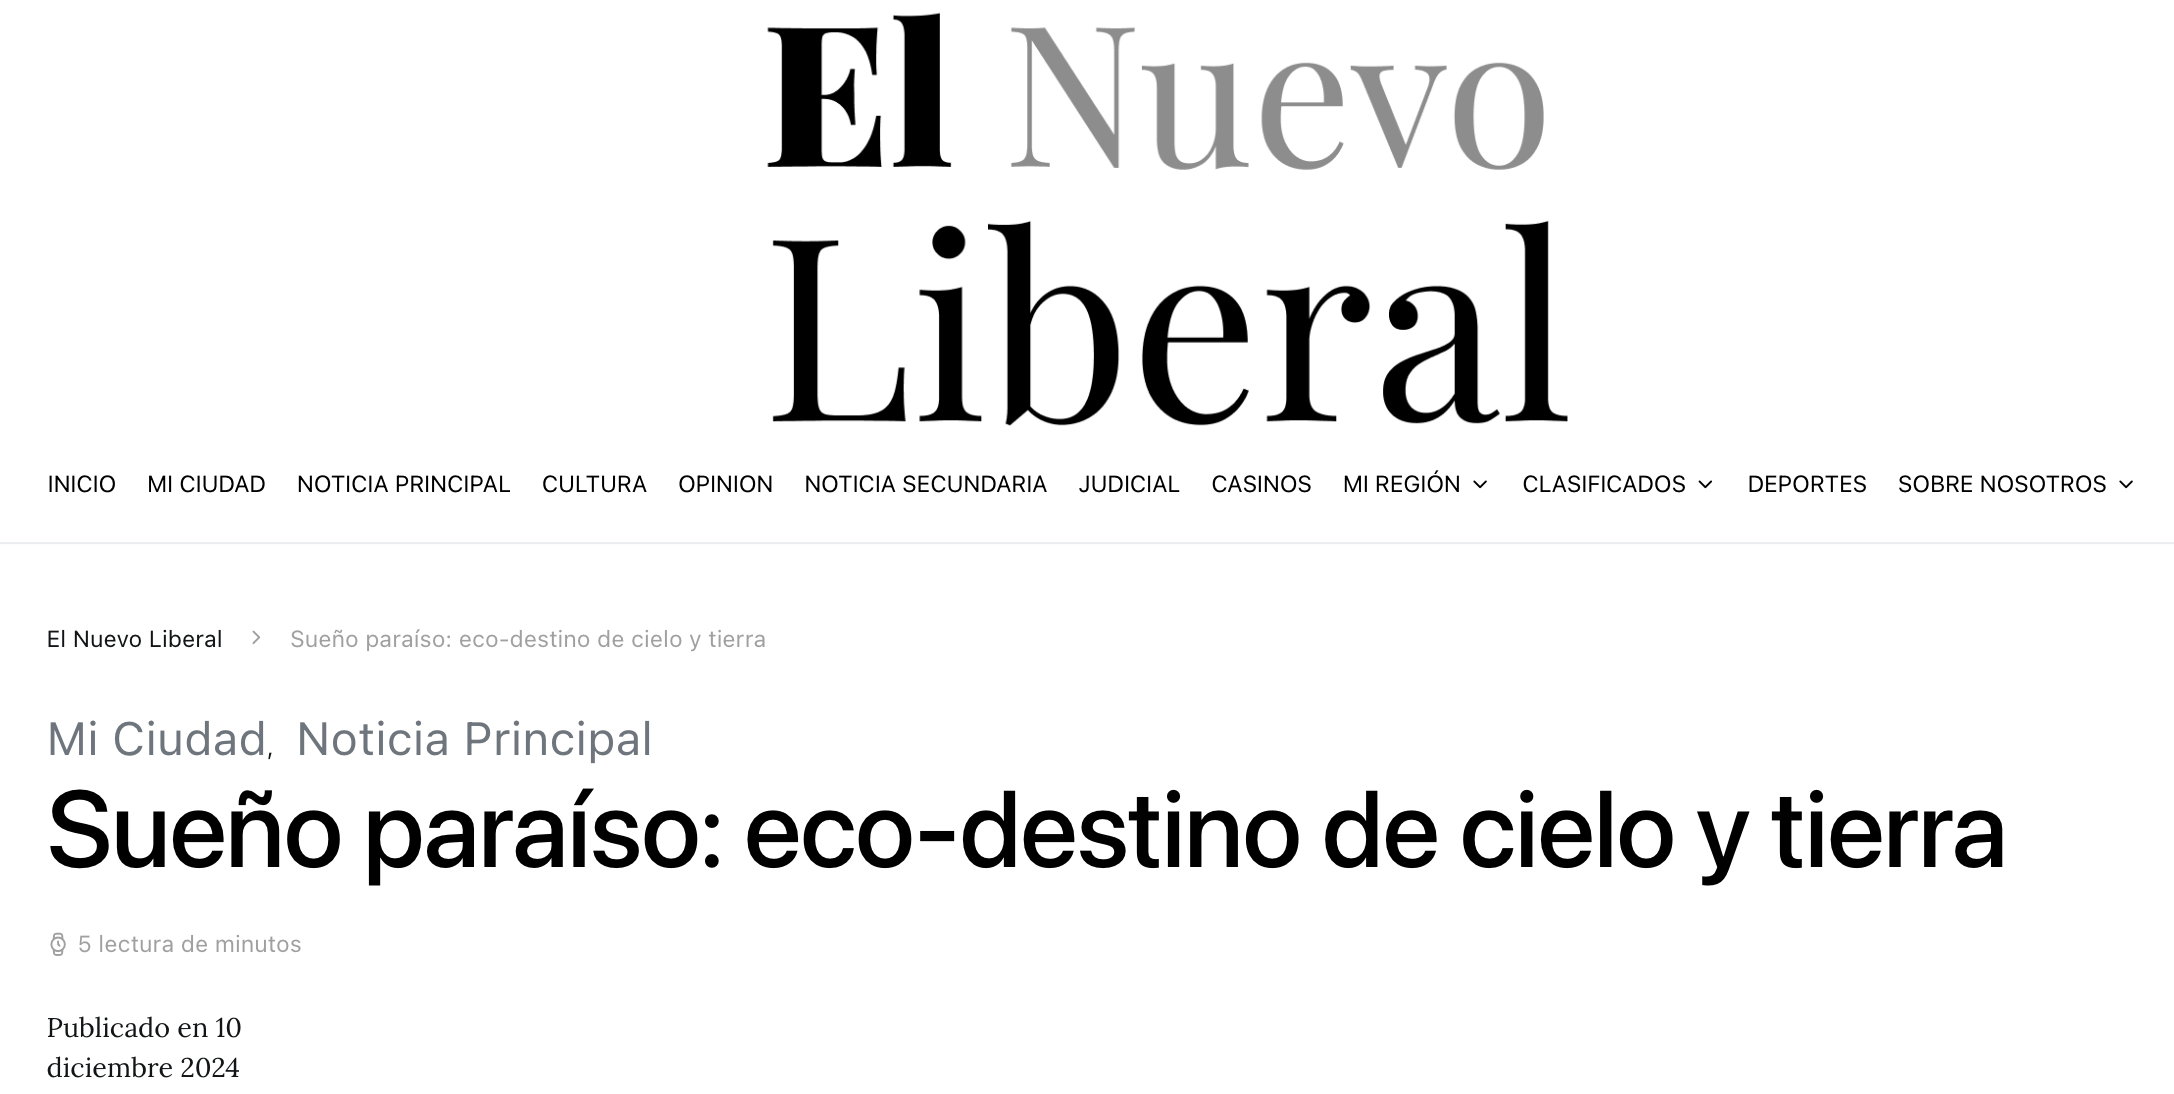 El Nuevo
Liberal
INICIO MI CIUDAD NOTICIA PRINCIPAL CULTURA OPINION NOTICIA SECUNDARIA JUDICIAL CASINOS MI REGIÓN CLASIFICADOS DEPORTES SOBRE NOSOTROS
El Nuevo Liberal > Sueño paraíso: eco-destino de cielo y tierra
Mi Ciudad, Noticia Principal
Sueño paraíso: eco-destino de cielo y tierra
5 lectura de minutos
Publicado en 10
diciembre 2024